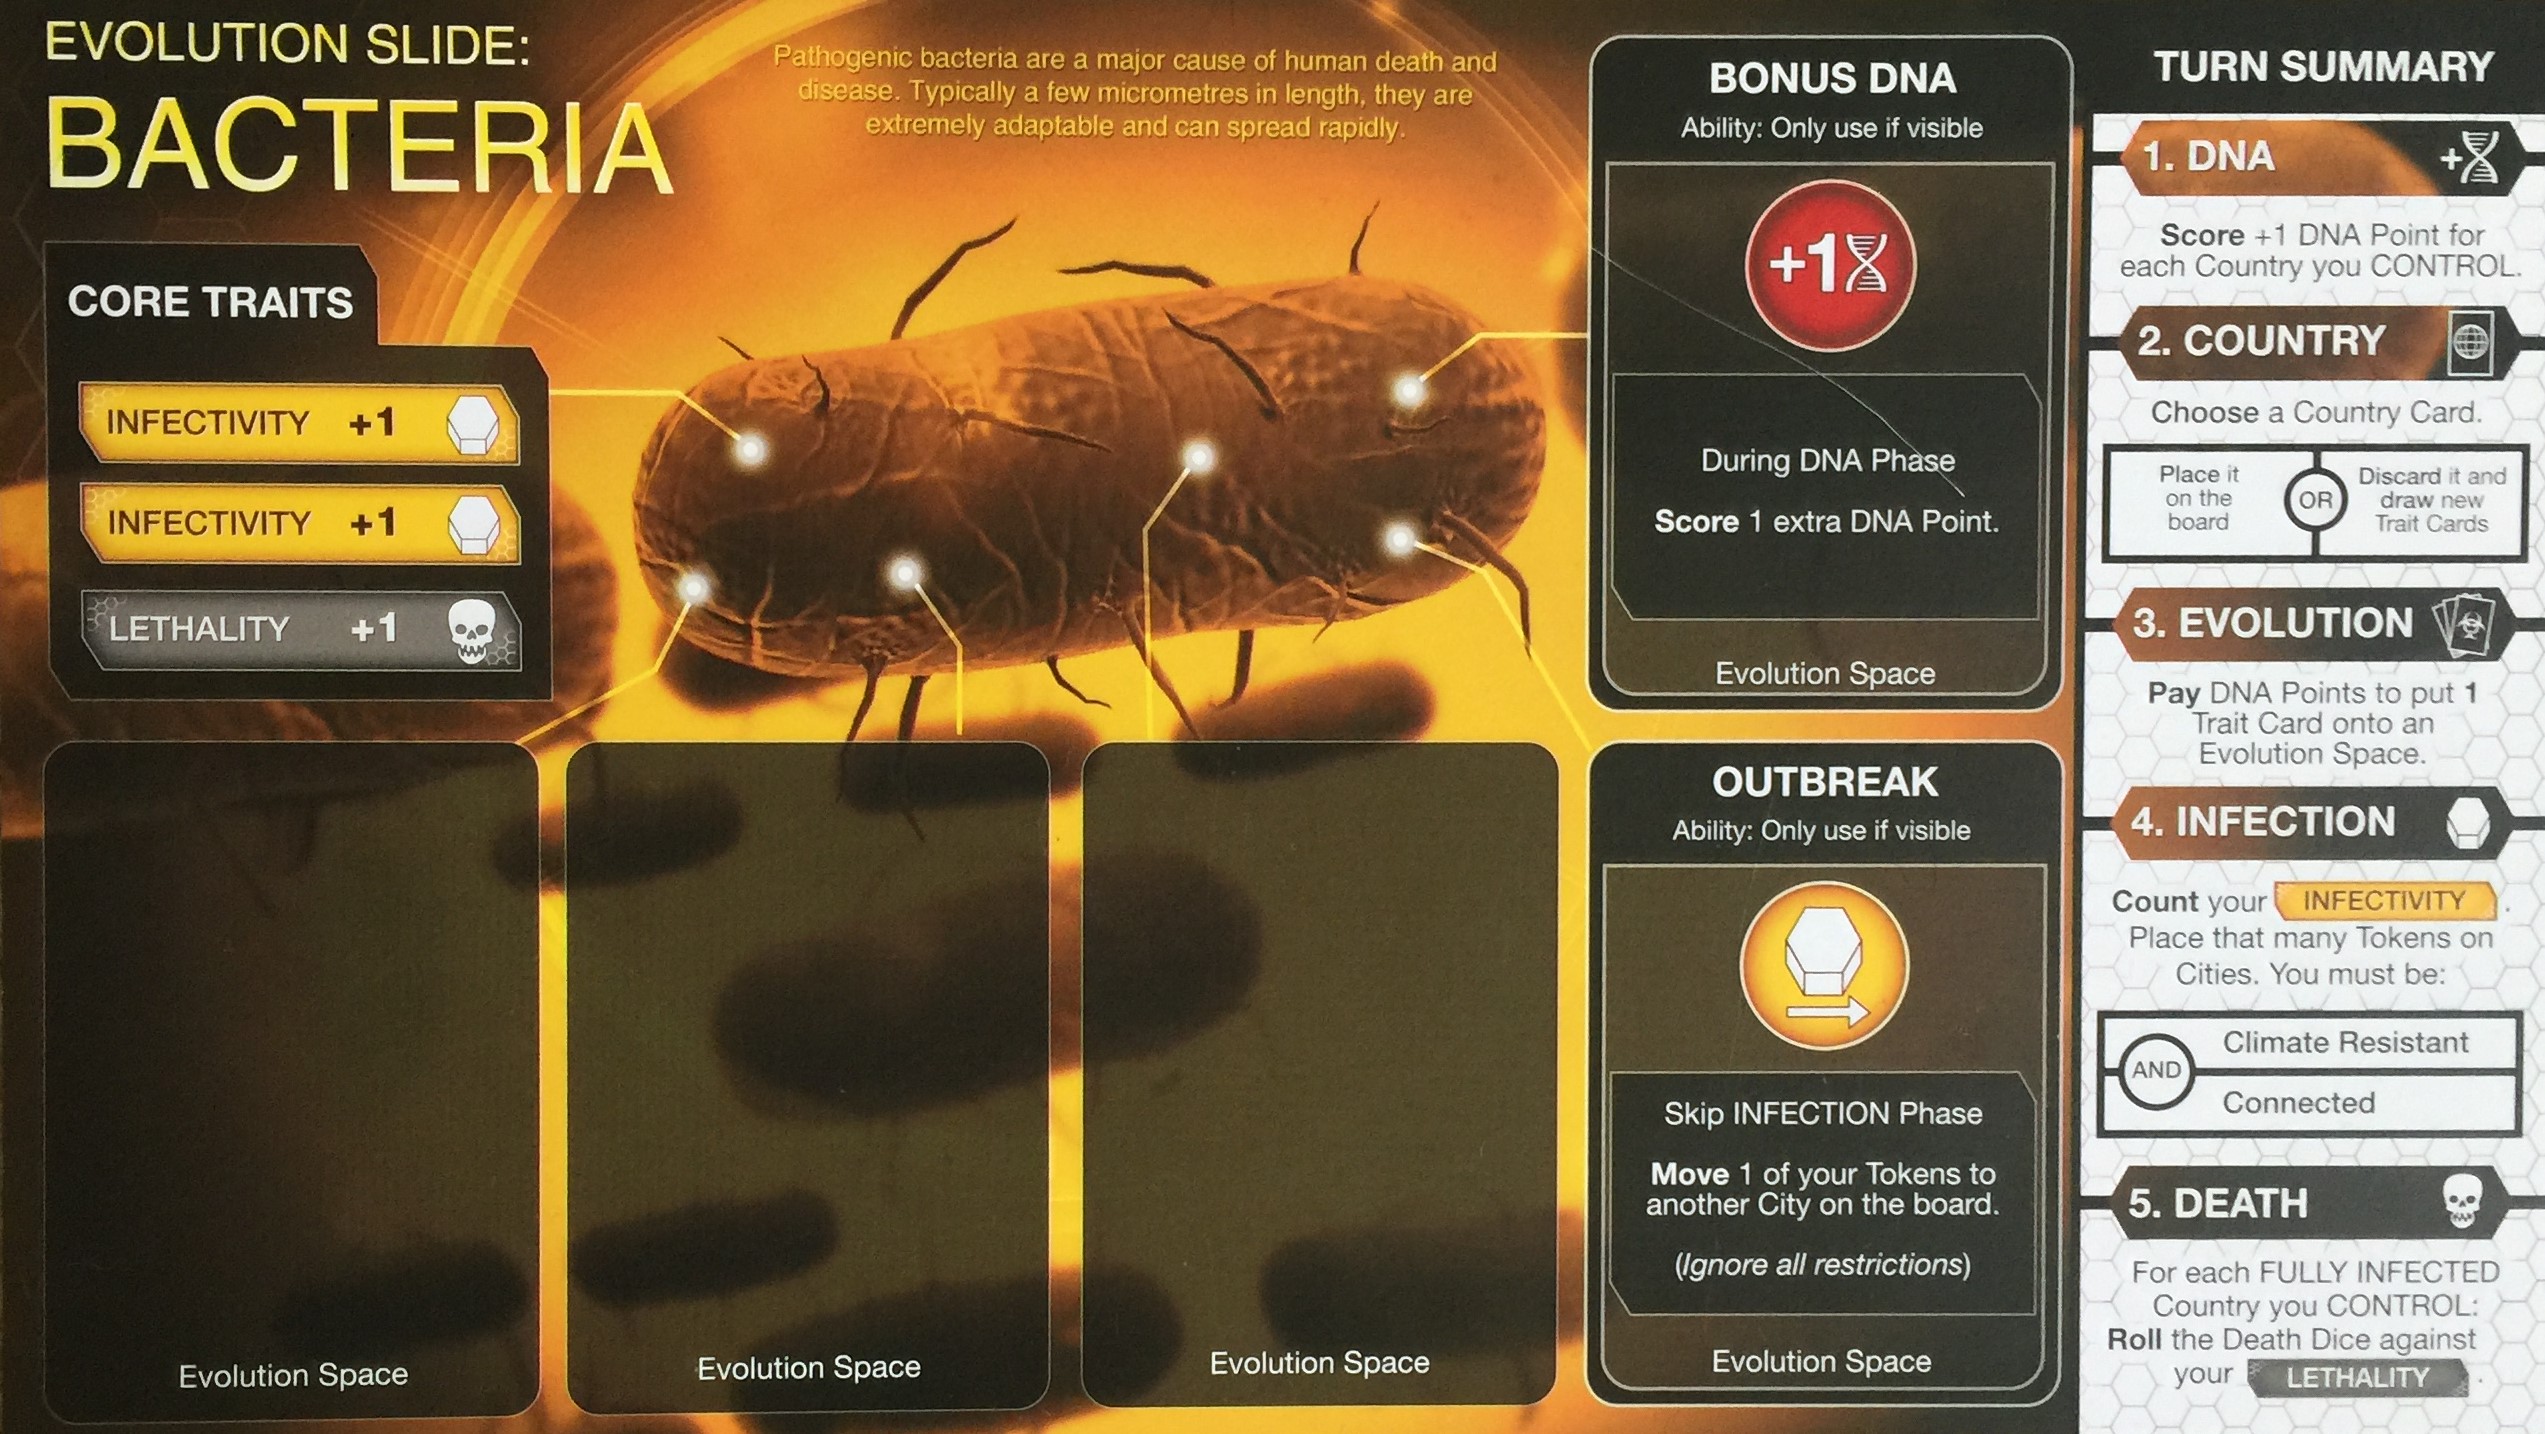 EVOLUTION SLIDE:
BACTERIA
Pathogenic bacteria are a major cause of human death and
disease. Typically a few micrometres in length, they are
extremely adaptable and can spread rapidly.
CORE TRAITS
INFECTIVITY +1
INFECTIVITY +1
LETHALITY +1
Evolution Space
Evolution Space
Evolution Space
BONUS DNA
Ability: Only use if visible
+1
During DNA Phase
Score 1 extra DNA Point.
Evolution Space
OUTBREAK
Ability: Only use if visible
Skip INFECTION Phase
Move 1 of your Tokens to
another City on the board.
(Ignore all restrictions)
Evolution Space
TURN SUMMARY
1. DNA +
Score +1 DNA Point for
each Country you CONTROL.
2. COUNTRY
Choose a Country Card.
Place it
on the
board
OR
Discard it and
draw new
Trait Cards
3. EVOLUTION
Pay DNA Points to put 1
Trait Card onto an
Evolution Space.
4. INFECTION
Count your INFECTIVITY .
Place that many Tokens on
Cities. You must be:
AND
Climate Resistant
Connected
5. DEATH
For each FULLY INFECTED
Country you CONTROL:
Roll the Death Dice against
your LETHALITY .